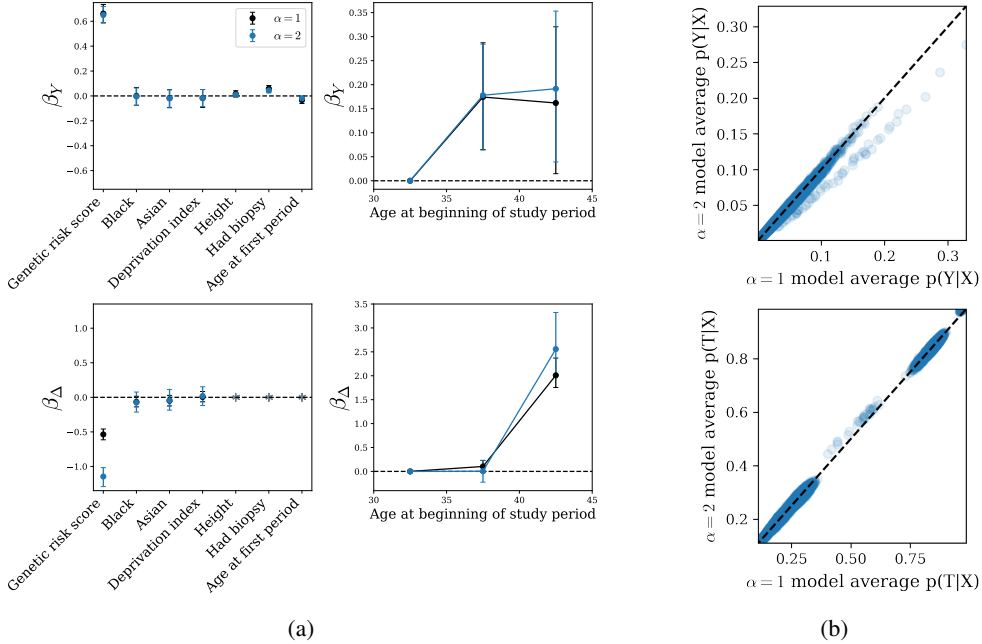 α = 1
α = 2
β_Y
0.6
0.4
0.2
0.0
−0.2
−0.4
−0.6
Genetic risk score
Black
Asian
Deprivation index
Height
Had biopsy
Age at first period
β_Y
0.35
0.30
0.25
0.20
0.15
0.10
0.05
0.00
30 35 40 45
Age at beginning of study period
β_Δ
1.0
0.5
0.0
−0.5
−1.0
Genetic risk score
Black
Asian
Deprivation index
Height
Had biopsy
Age at first period
β_Δ
3.5
3.0
2.5
2.0
1.5
1.0
0.5
0.0
30 35 40 45
Age at beginning of study period
(a)
α = 2 model average p(Y|X)
0.30
0.25
0.20
0.15
0.10
0.05
0.1 0.2 0.3
α = 1 model average p(Y|X)
α = 2 model average p(T|X)
0.8
0.6
0.4
0.2
0.25 0.50 0.75
α = 1 model average p(T|X)
(b)